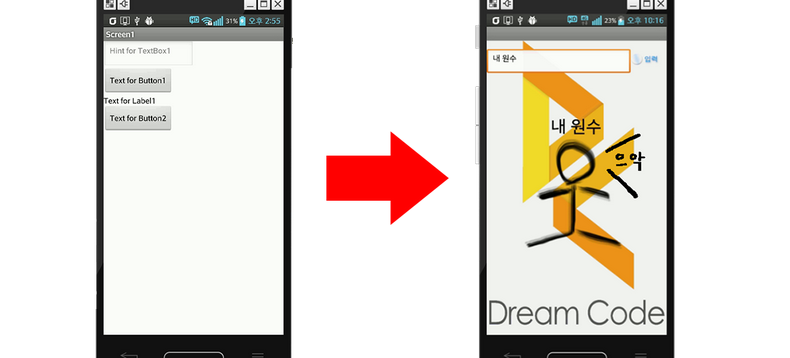 31% 오후 2:55
Screen1
Hint for TextBox1
Text for Button1
Text for Label1
Text for Button2
23% 오후 10:16
내 원수
입력
내 원수
으악
Dream Code